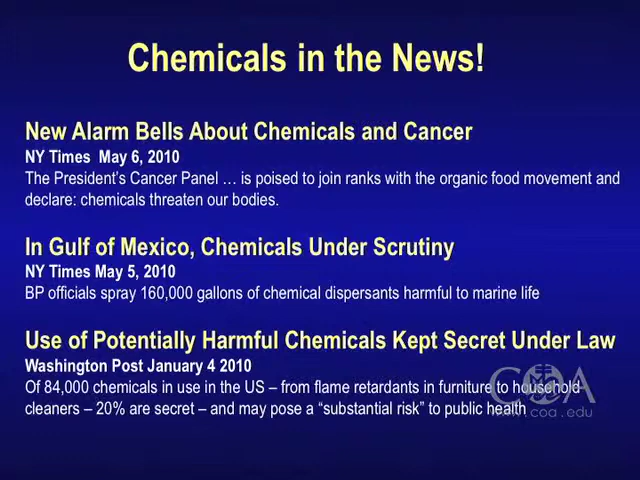 Chemicals in the News!
New Alarm Bells About Chemicals and Cancer
NY Times  May 6, 2010
The President's Cancer Panel … is poised to join ranks with the organic food movement and
declare: chemicals threaten our bodies.
In Gulf of Mexico, Chemicals Under Scrutiny
NY Times May 5, 2010
BP officials spray 160,000 gallons of chemical dispersants harmful to marine life
Use of Potentially Harmful Chemicals Kept Secret Under Law
Washington Post January 4 2010
Of 84,000 chemicals in use in the US – from flame retardants in furniture to household
cleaners – 20% are secret – and may pose a “substantial risk” to public health
COA
www.coa.edu